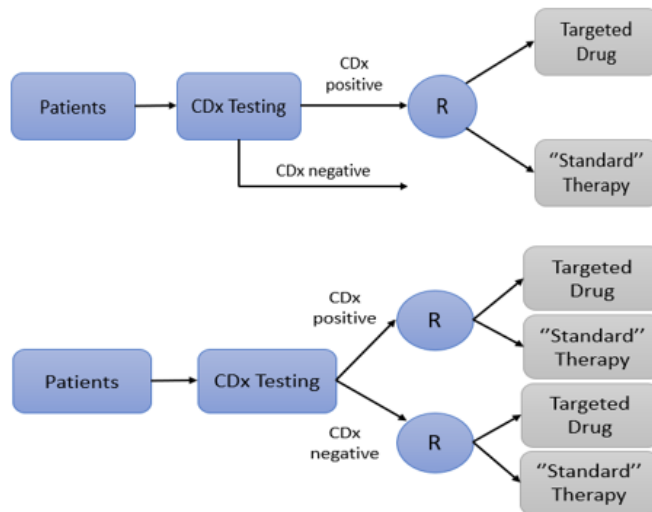 Targeted
Drug
CDx
positive
Patients
CDx Testing
R
CDx negative
"Standard"
Therapy
Targeted
Drug
CDx
positive
R
"Standard"
Therapy
Patients
CDx Testing
Targeted
Drug
CDx
negative
R
"Standard"
Therapy